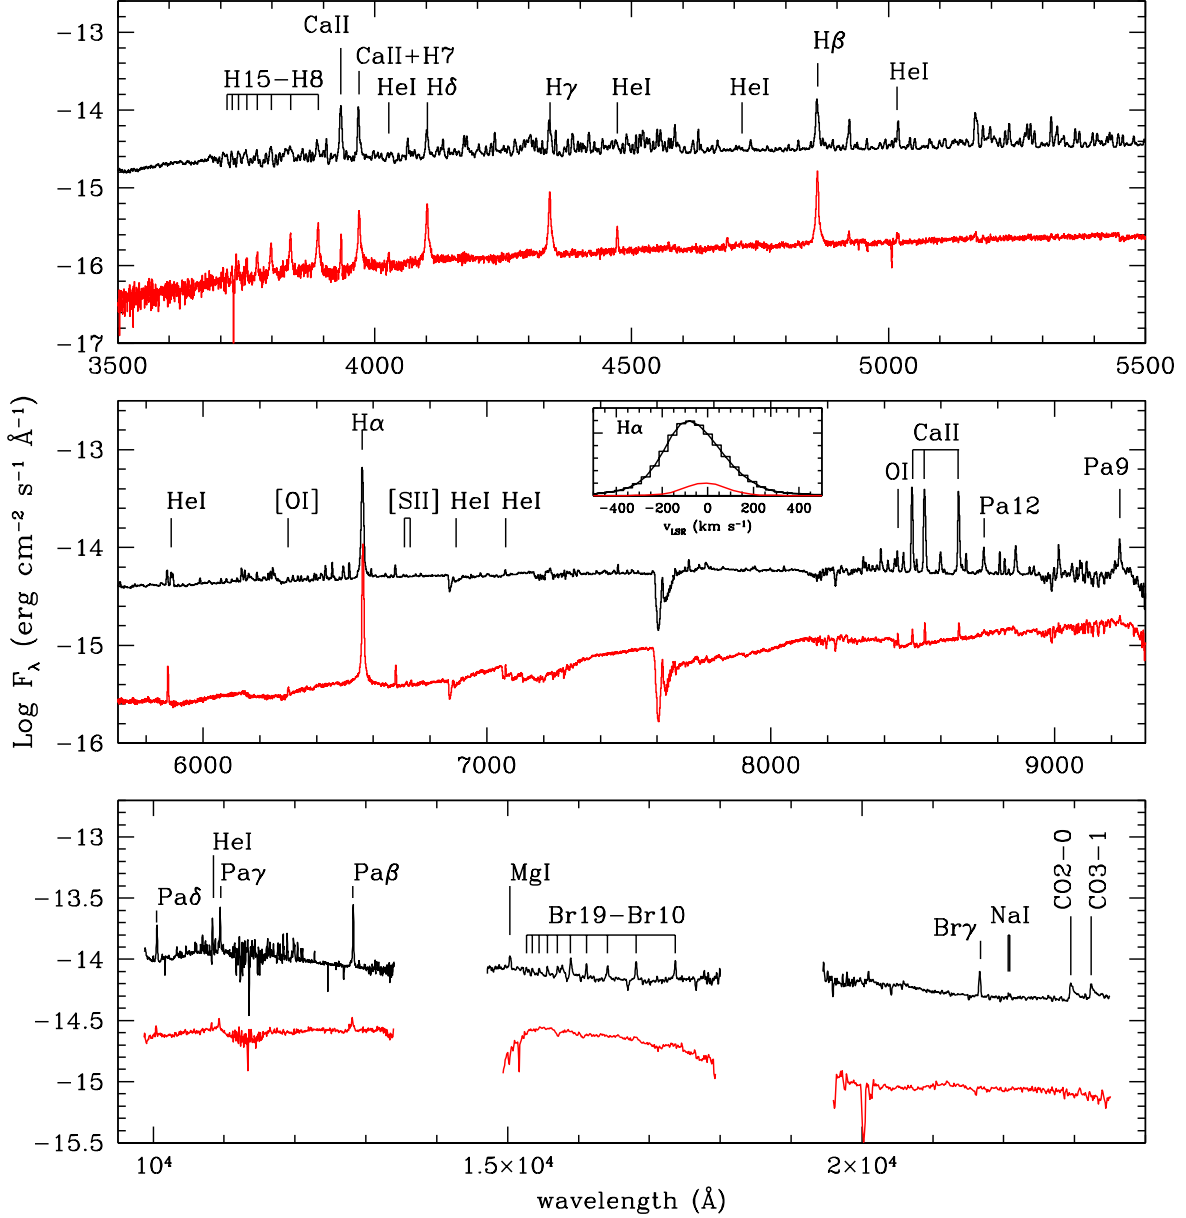 −13
−14
−15
−16
−17
CaII
CaII+H7
H15−H8
HeI
Hδ
Hγ
HeI
HeI
Hβ
HeI
3500
4000
4500
5000
5500
Log F_λ (erg cm⁻² s⁻¹ Å⁻¹)
−13
−14
−15
−16
Hα
HeI
[OI]
[SII]
HeI
HeI
Hα
−400
−200
0
200
400
v_LSR (km s⁻¹)
OI
CaII
Pa12
Pa9
6000
7000
8000
9000
−13
−13.5
−14
−14.5
−15
−15.5
HeI
Paγ
Paδ
Paβ
MgI
Br19−Br10
Brγ
NaI
CO2−0
CO3−1
10⁴
1.5×10⁴
2×10⁴
wavelength (Å)